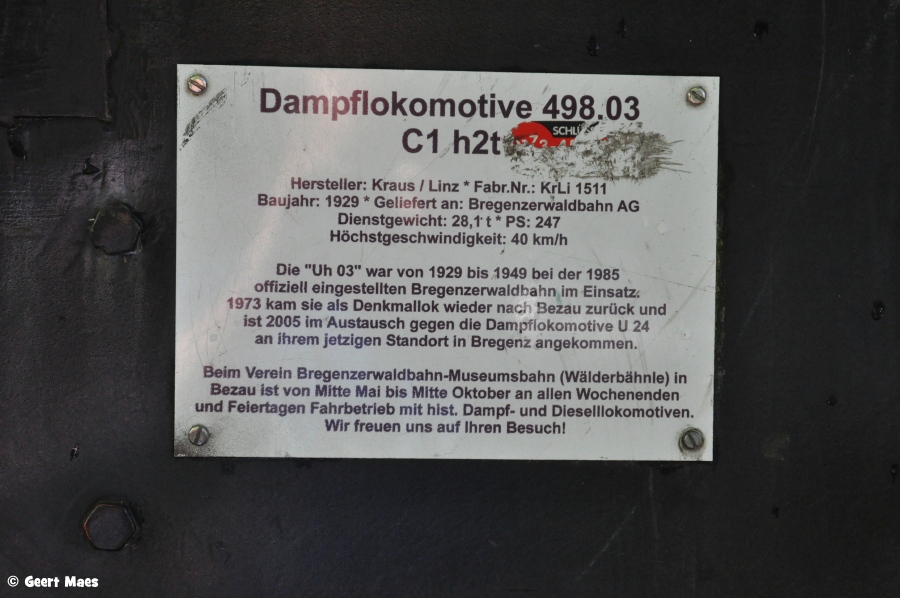 Dampflokomotive 498.03
C1 h2t
SCHLÜ
Hersteller: Kraus / Linz * Fabr.Nr.: KrLi 1511
Baujahr: 1929 * Geliefert an: Bregenzerwaldbahn AG
Dienstgewicht: 28,1 t * PS: 247
Höchstgeschwindigkeit: 40 km/h
Die "Uh 03" war von 1929 bis 1949 bei der 1985
offiziell eingestellten Bregenzerwaldbahn im Einsatz.
1973 kam sie als Denkmallok wieder nach Bezau zurück und
ist 2005 im Austausch gegen die Dampflokomotive U 24
an ihrem jetzigen Standort in Bregenz angekommen.
Beim Verein Bregenzerwaldbahn-Museumsbahn (Wälderbähnle) in
Bezau ist von Mitte Mai bis Mitte Oktober an allen Wochenenden
und Feiertagen Fahrbetrieb mit hist. Dampf- und Dieselllokomotiven.
Wir freuen uns auf Ihren Besuch!
© Geert Maes